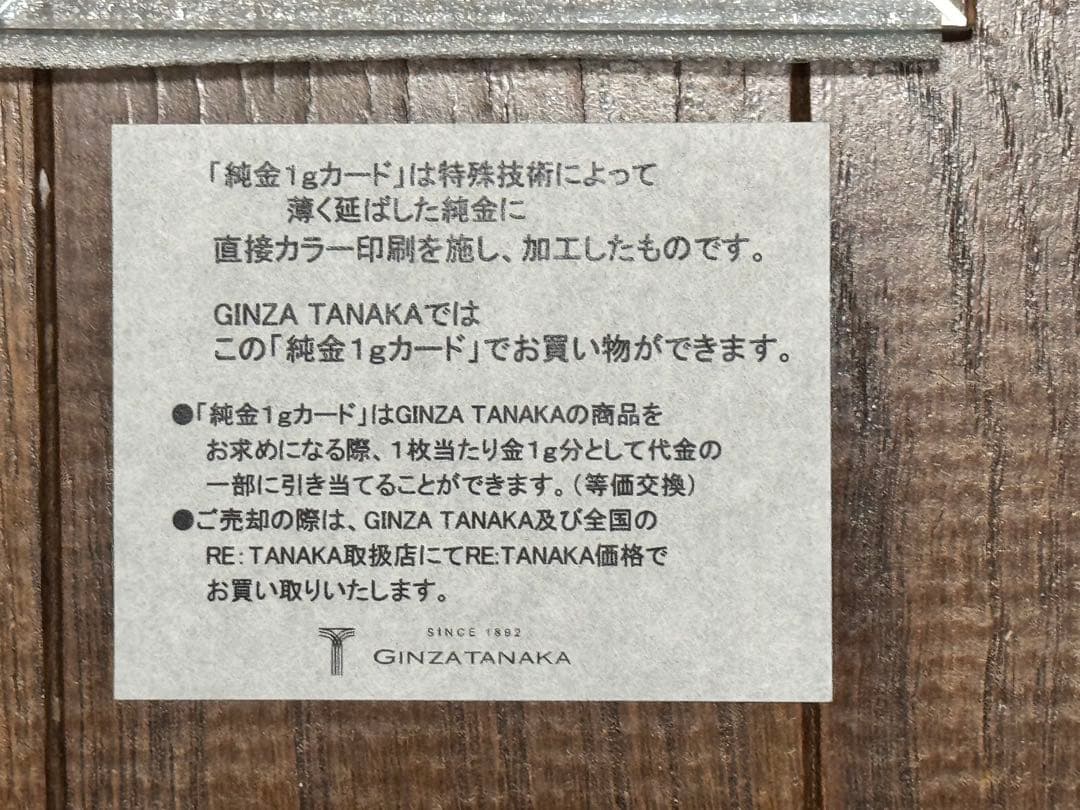 「純金１ｇカード」は特殊技術によって
薄く延ばした純金に
直接カラー印刷を施し、加工したものです。
GINZA TANAKAでは
この「純金１ｇカード」でお買い物ができます。
●「純金１ｇカード」はGINZA TANAKAの商品を
お求めになる際、１枚当たり金１ｇ分として代金の
一部に引き当てることができます。（等価交換）
●ご売却の際は、GINZA TANAKA及び全国の
RE：TANAKA取扱店にてRE:TANAKA価格で
お買い取りいたします。
SINCE 1892
GINZATANAKA